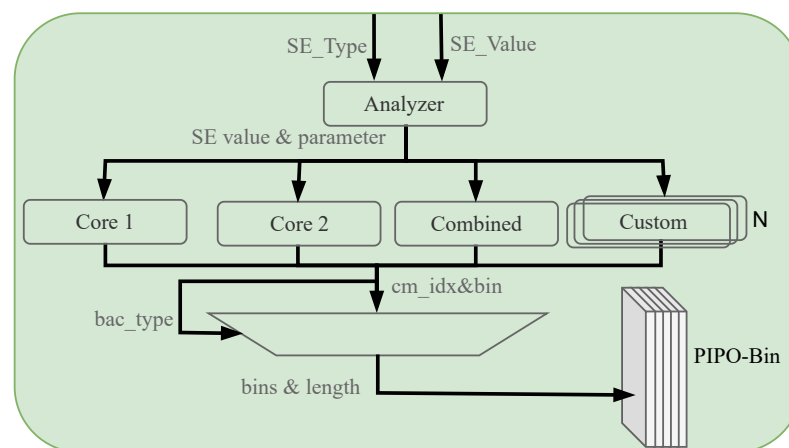 SE_Type
SE_Value
Analyzer
SE value & parameter
Core 1
Core 2
Combined
Custom
N
cm_idx&bin
bac_type
PIPO-Bin
bins & length